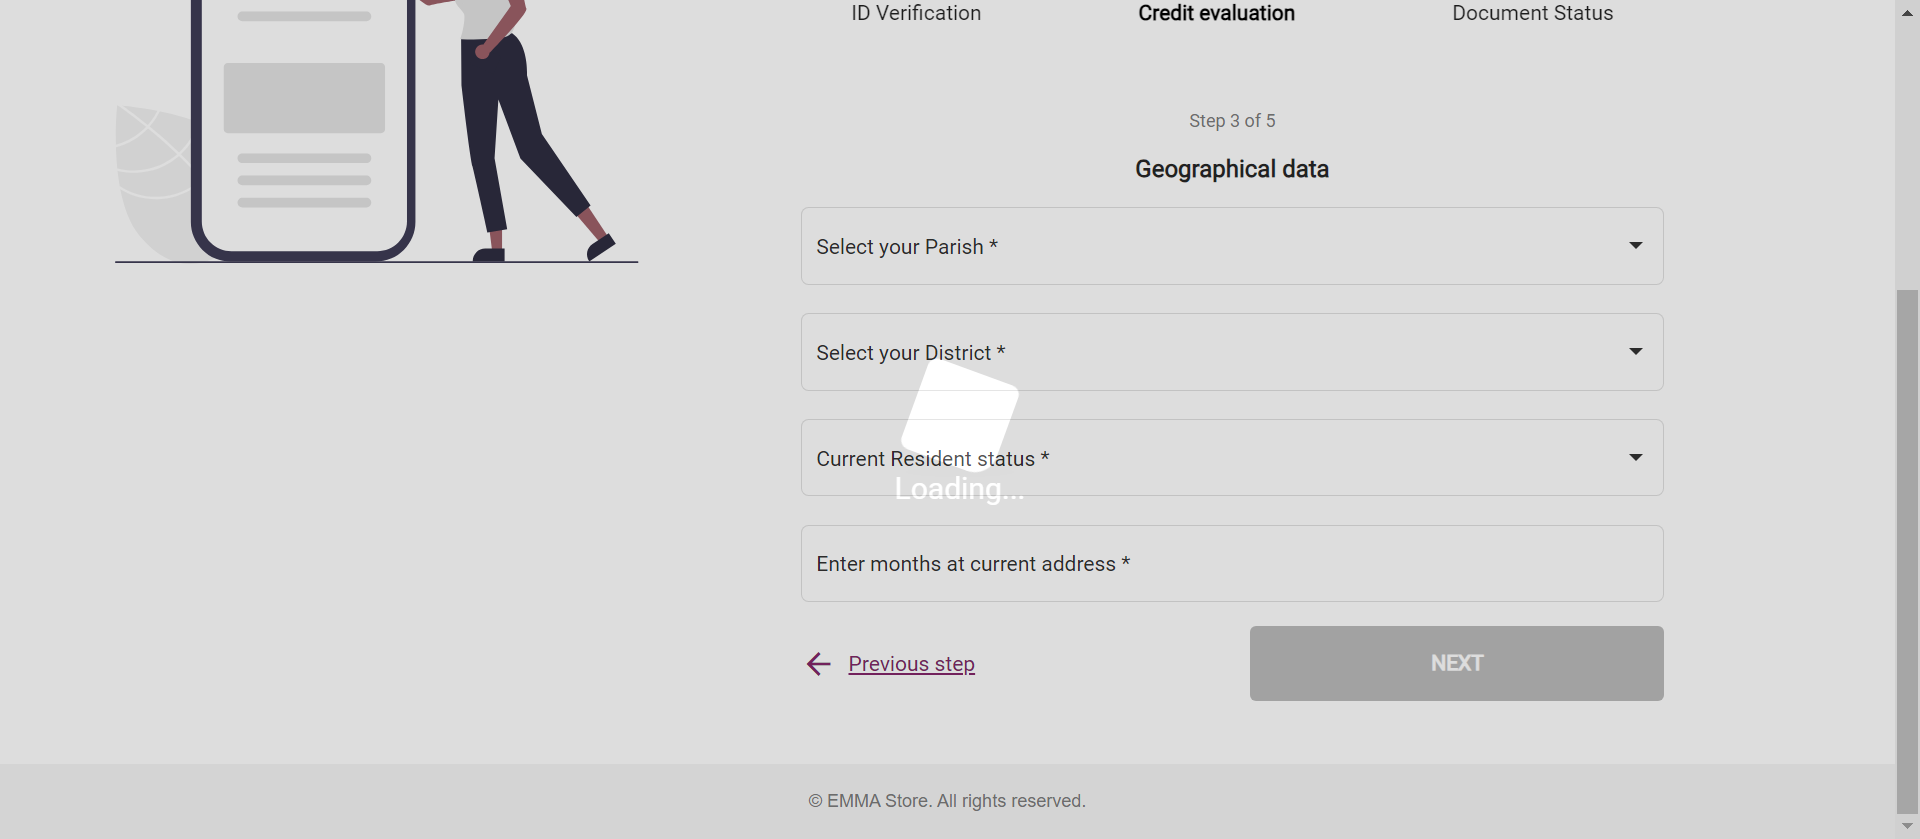 ID Verification
Credit evaluation
Document Status
Step 3 of 5
Geographical data
Select your Parish *
Select your District *
Current Resident status *
Loading...
Enter months at current address *
Previous step
NEXT
© EMMA Store. All rights reserved.